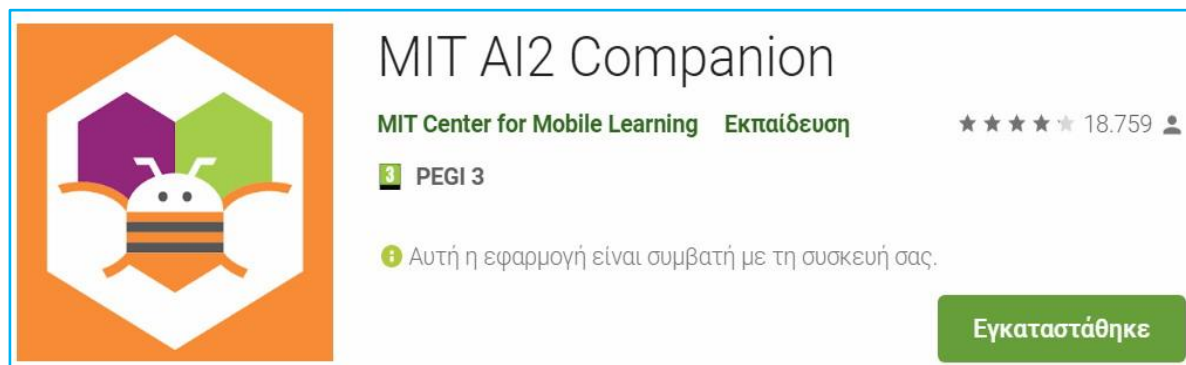 MIT AI2 Companion
MIT Center for Mobile Learning Εκπαίδευση 18.759
3 PEGI 3
Αυτή η εφαρμογή είναι συμβατή με τη συσκευή σας.
Εγκαταστάθηκε